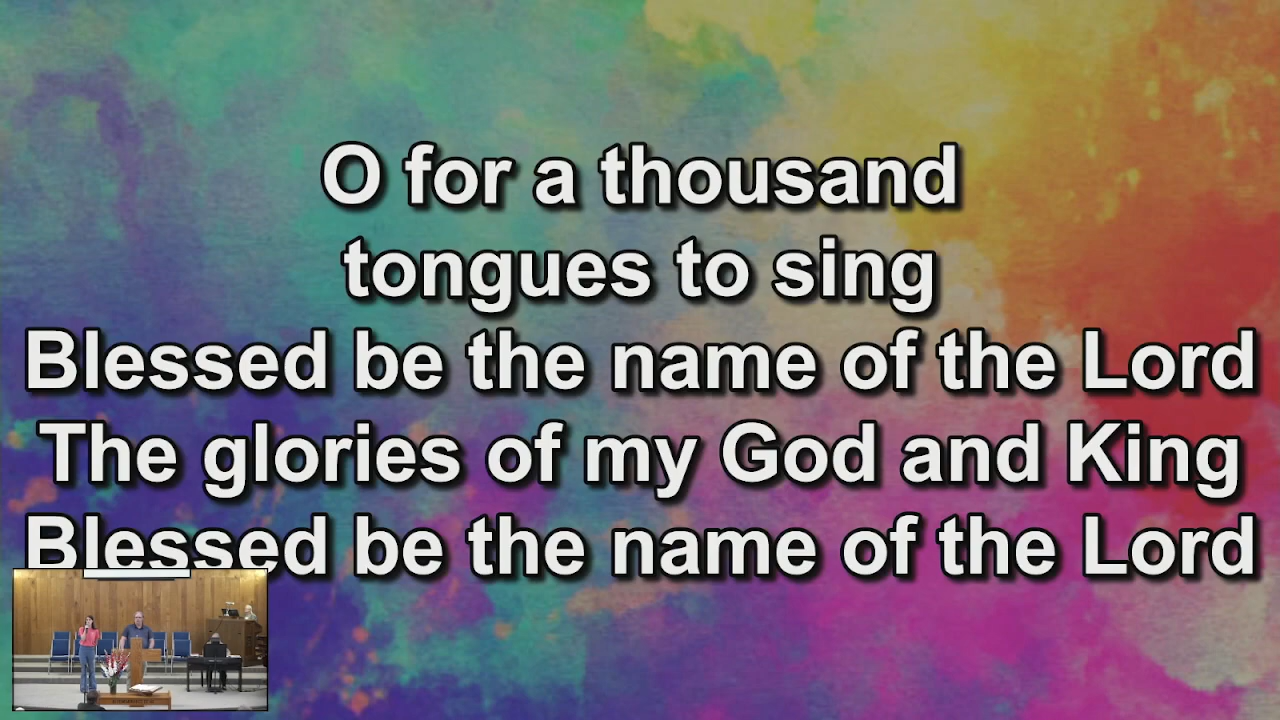 O for a thousand
tongues to sing
Blessed be the name of the Lord
The glories of my God and King
Blessed be the name of the Lord